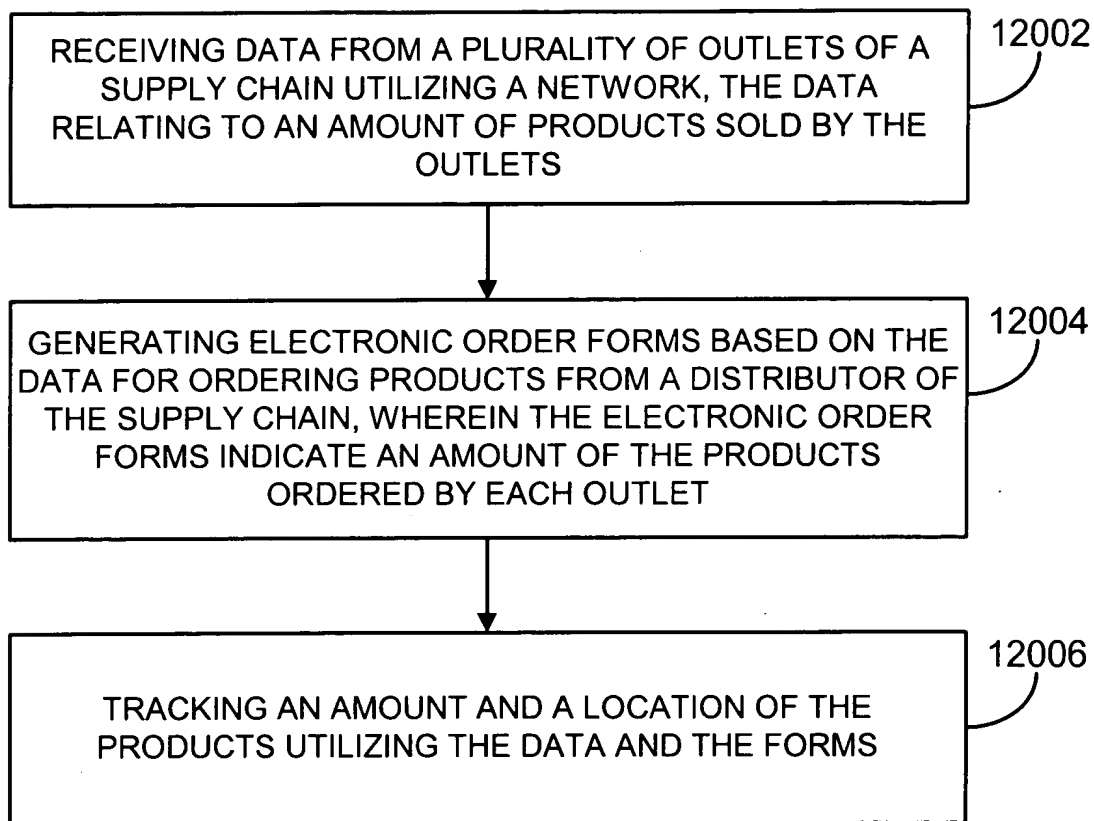 RECEIVING DATA FROM A PLURALITY OF OUTLETS OF A
SUPPLY CHAIN UTILIZING A NETWORK, THE DATA
RELATING TO AN AMOUNT OF PRODUCTS SOLD BY THE
OUTLETS
12002
GENERATING ELECTRONIC ORDER FORMS BASED ON THE
DATA FOR ORDERING PRODUCTS FROM A DISTRIBUTOR OF
THE SUPPLY CHAIN, WHEREIN THE ELECTRONIC ORDER
FORMS INDICATE AN AMOUNT OF THE PRODUCTS
ORDERED BY EACH OUTLET
12004
TRACKING AN AMOUNT AND A LOCATION OF THE
PRODUCTS UTILIZING THE DATA AND THE FORMS
12006